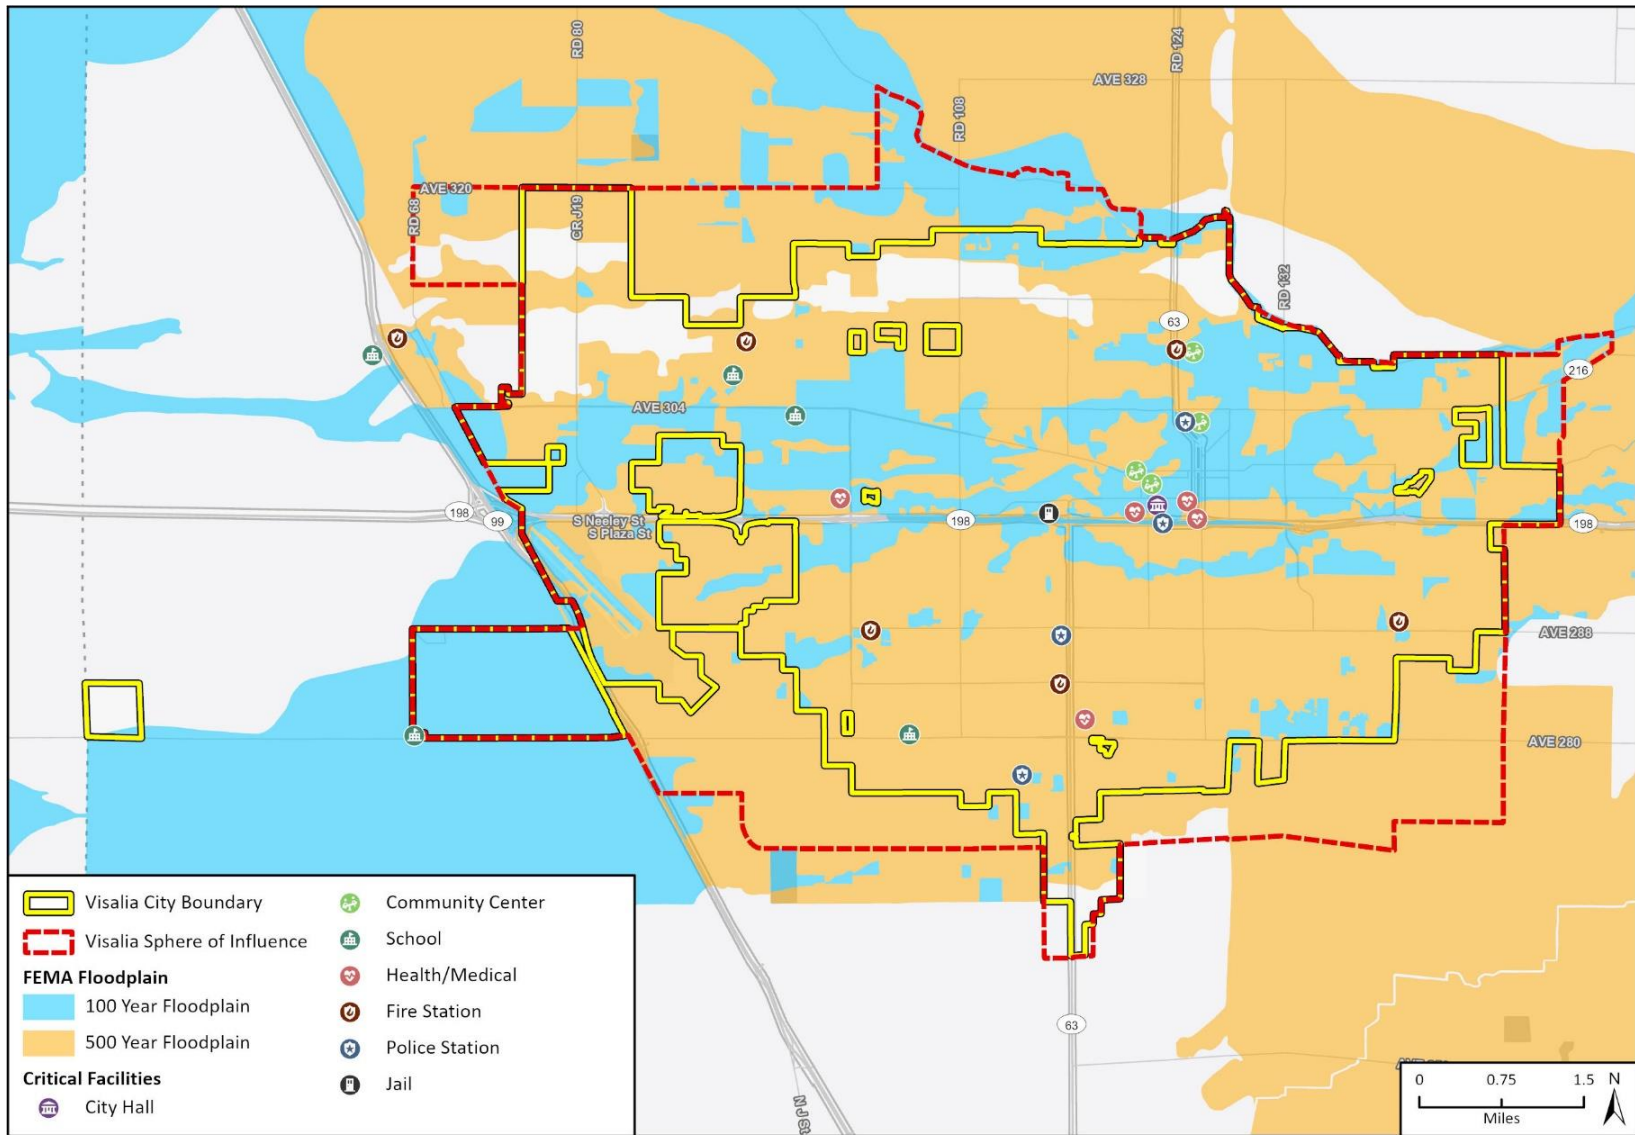 RD 80
RD 124
AVE 328
RD 108
AVE 320
RD 68
CR J19
RD 132
63
216
AVE 304
198
99
S Neeley St
S Plaza St
198
198
AVE 288
AVE 280
63
N J St
Visalia City Boundary
Visalia Sphere of Influence
FEMA Floodplain
100 Year Floodplain
500 Year Floodplain
Critical Facilities
City Hall
Community Center
School
Health/Medical
Fire Station
Police Station
Jail
0 0.75 1.5 N
Miles